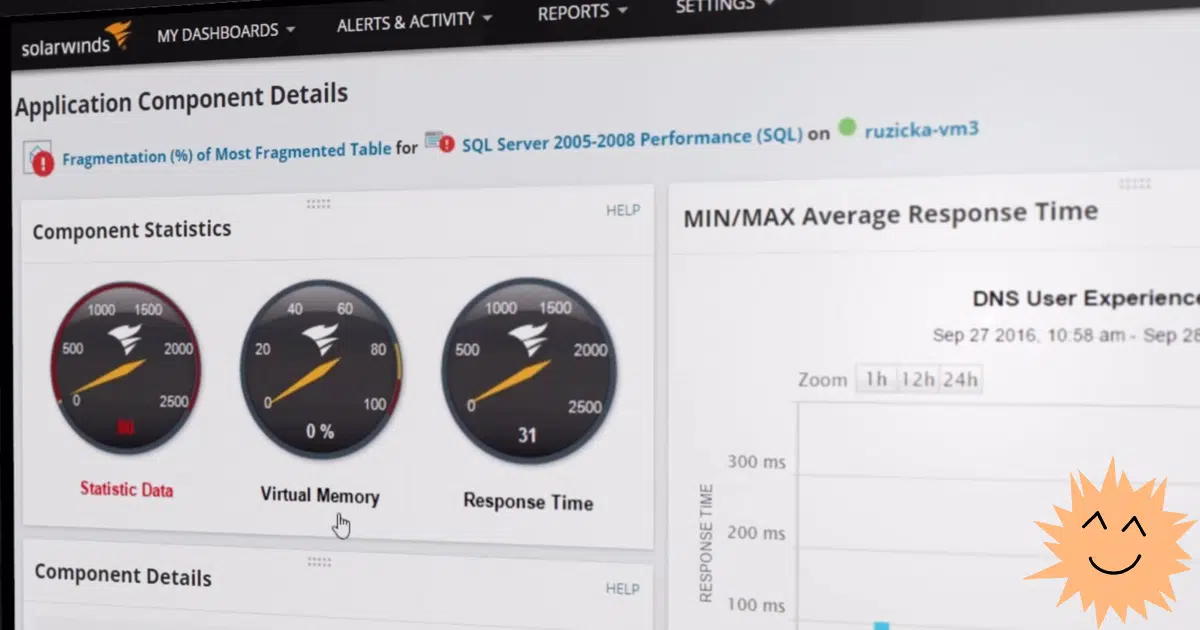 solarwinds MY DASHBOARDS ALERTS & ACTIVITY REPORTS SETTINGS
Application Component Details
Fragmentation (%) of Most Fragmented Table for SQL Server 2005-2008 Performance (SQL) on ruzicka-vm3
Component Statistics
HELP
500 1000 1500 2000 2500 0
Statistic Data
20 40 60 80 100 0
0 %
Virtual Memory
500 1000 1500 2000 2500 0
31
Response Time
Component Details
HELP
MIN/MAX Average Response Time
DNS User Experience
Sep 27 2016, 10:58 am - Sep 28
Zoom 1h 12h 24h
RESPONSE TIME
300 ms
200 ms
100 ms